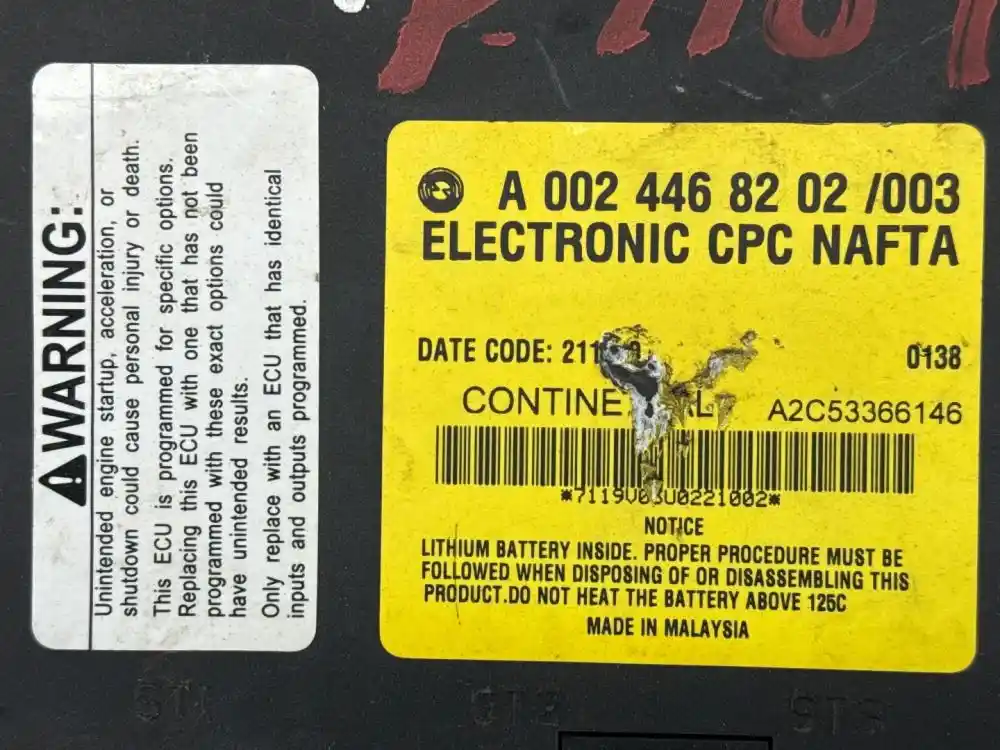 ⚠WARNING:
Unintended engine startup, acceleration, or
shutdown could cause personal injury or death.
This ECU is programmed for specific options.
Replacing this ECU with one that has not been
programmed with these exact options could
have unintended results.
Only replace with an ECU that has identical
inputs and outputs programmed.
A 002 446 82 02 /003
ELECTRONIC CPC NAFTA
DATE CODE:
0138
A2C53366146
NOTICE
LITHIUM BATTERY INSIDE. PROPER PROCEDURE MUST BE
FOLLOWED WHEN DISPOSING OF OR DISASSEMBLING THIS
PRODUCT.DO NOT HEAT THE BATTERY ABOVE 125C
MADE IN MALAYSIA